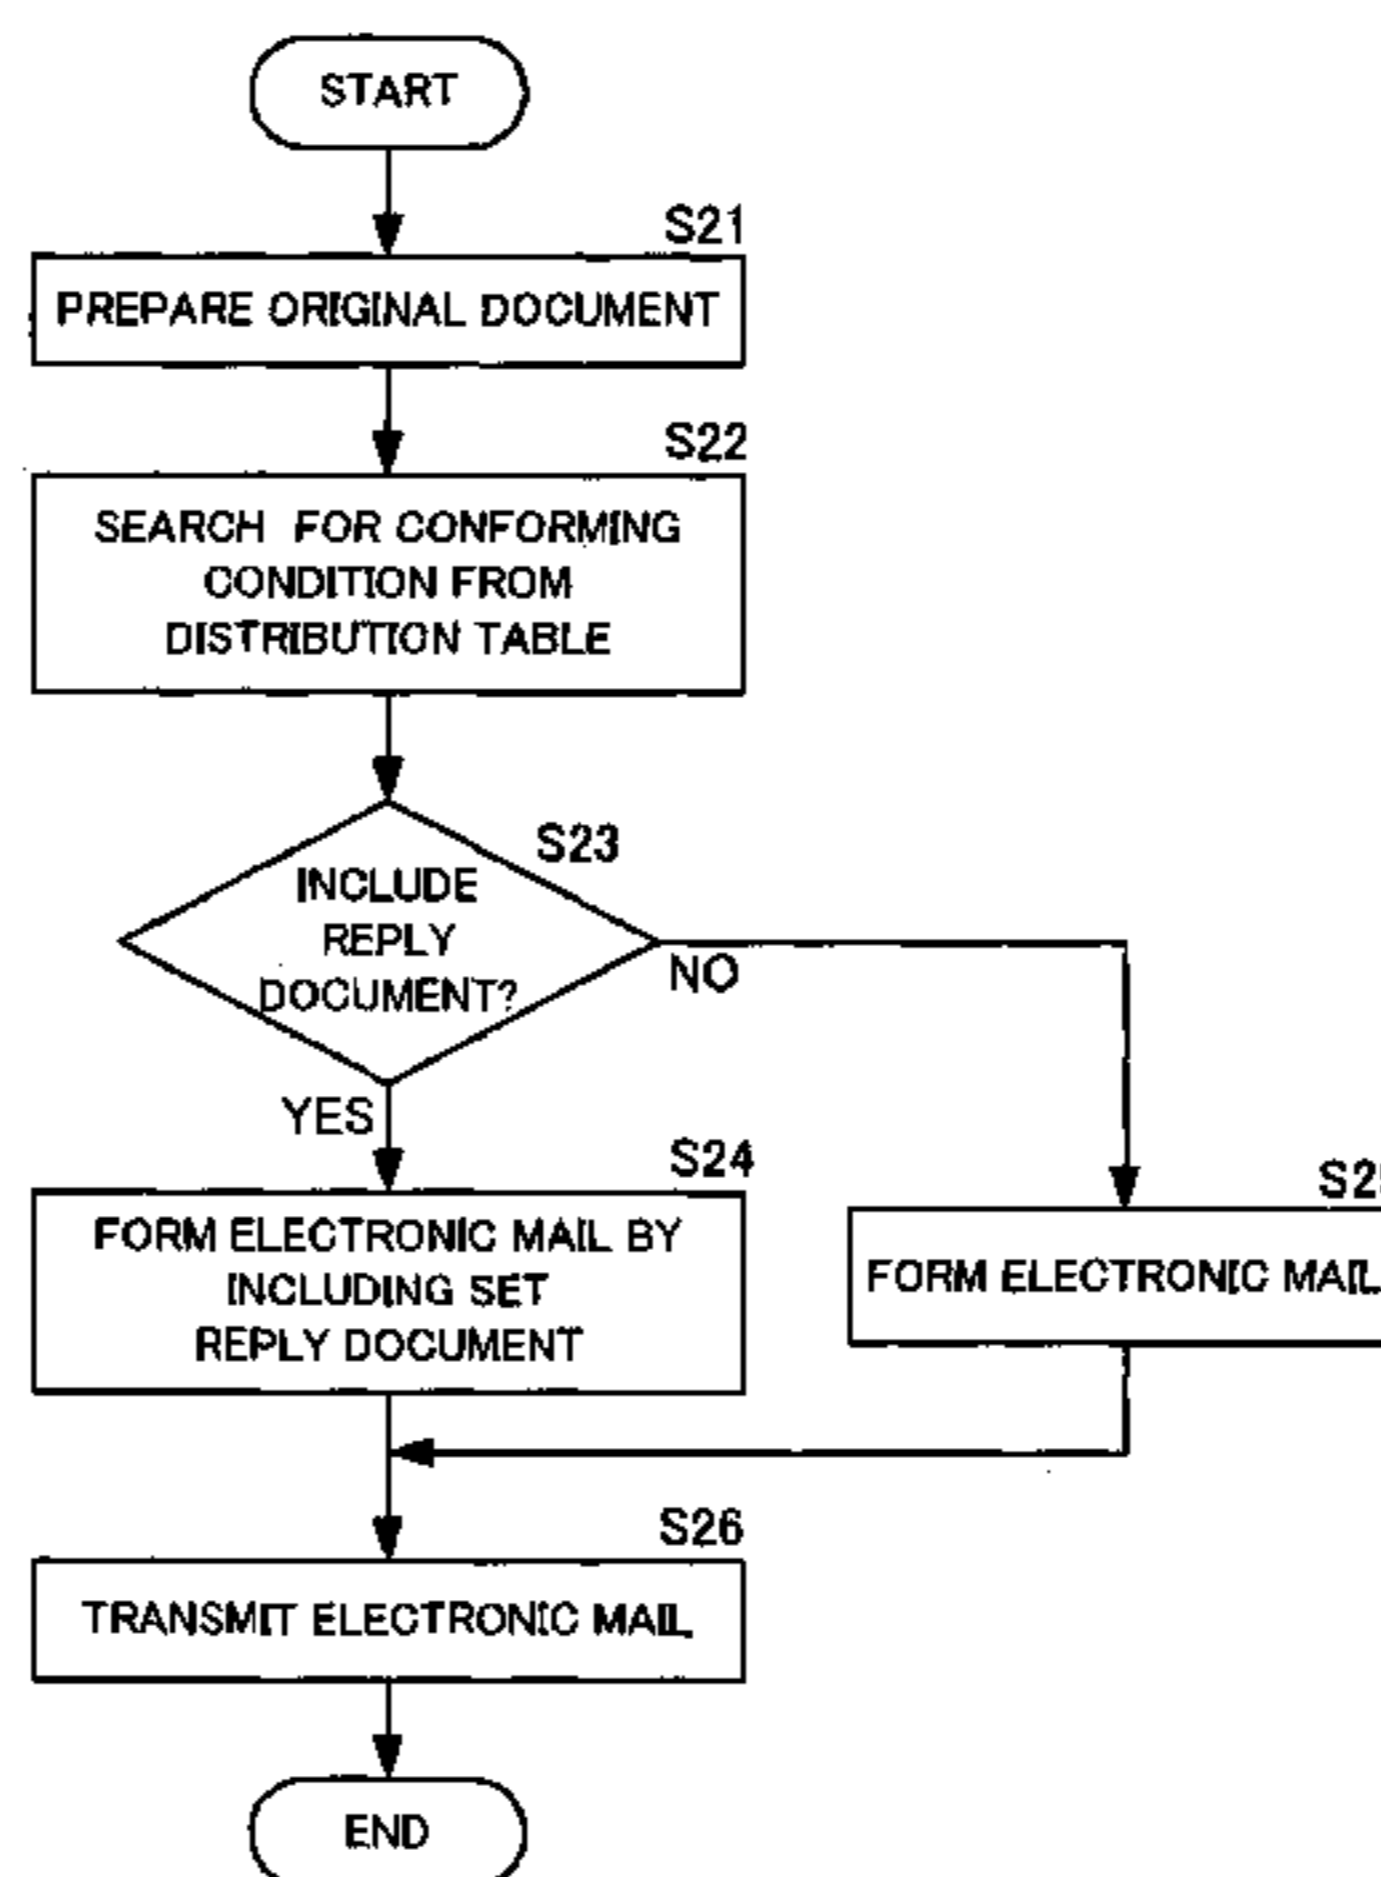 START
S21
PREPARE ORIGINAL DOCUMENT
S22
SEARCH FOR CONFORMING
CONDITION FROM
DISTRIBUTION TABLE
S23
INCLUDE
REPLY
DOCUMENT?
NO
YES
S24
FORM ELECTRONIC MAIL BY
INCLUDING SET
REPLY DOCUMENT
FORM ELECTRONIC MAIL
S26
TRANSMIT ELECTRONIC MAIL
END